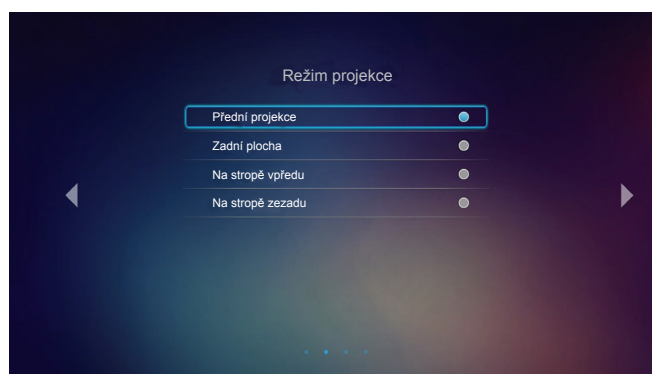 Režim projekce
Přední projekce
Zadní plocha
Na stropě vpředu
Na stropě zezadu